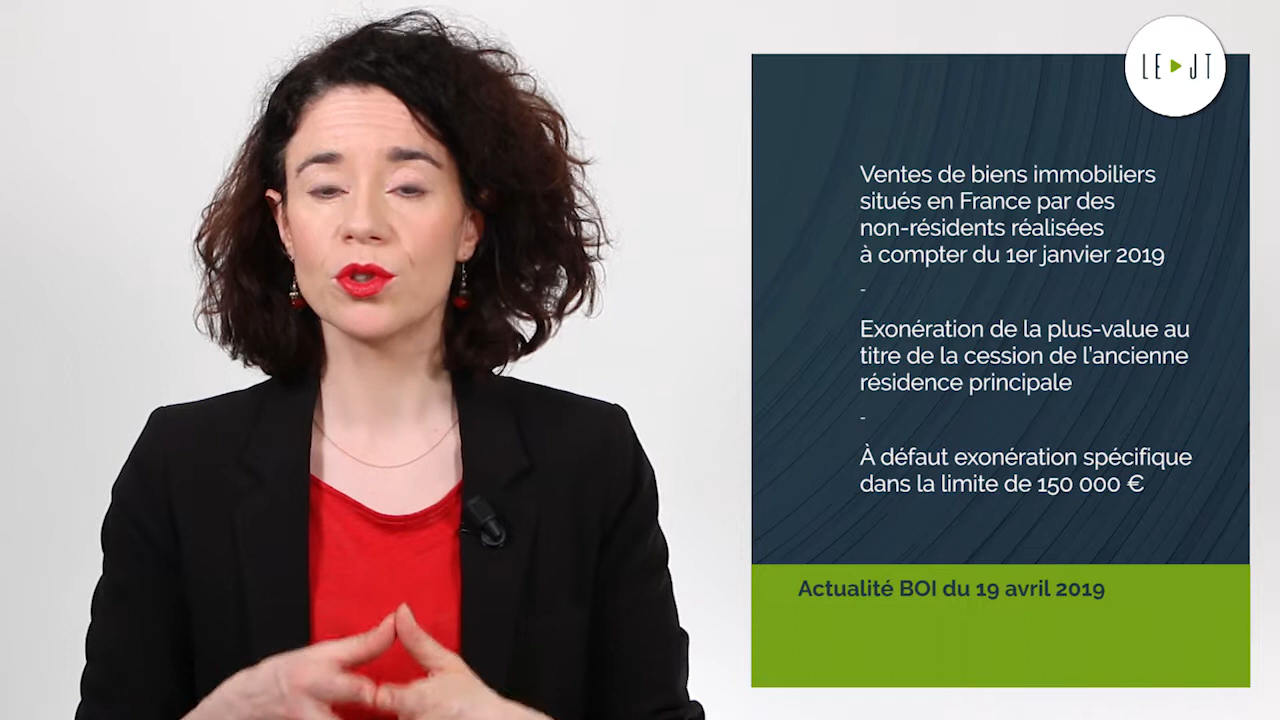 LE JT
Ventes de biens immobiliers
situés en France par des
non-résidents réalisées
à compter du 1er janvier 2019
-
Exonération de la plus-value au
titre de la cession de l'ancienne
résidence principale
-
À défaut exonération spécifique
dans la limite de 150 000 €
Actualité BOI du 19 avril 2019